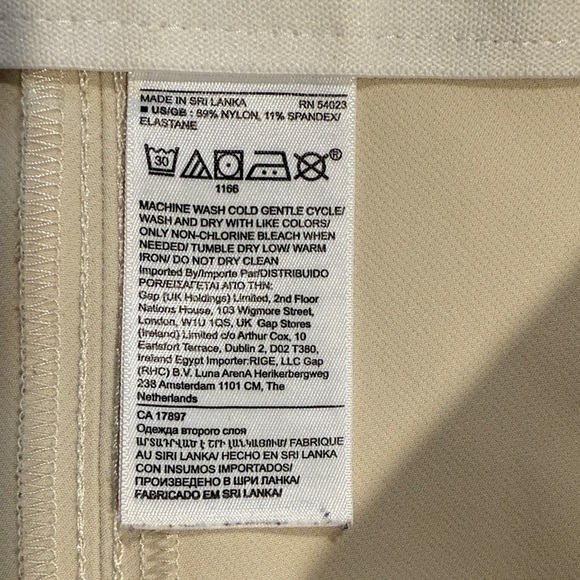 MADE IN SRI LANKA RN 54023
■ US/GB : 89% NYLON, 11% SPANDEX/
ELASTANE
30 ®
1166
MACHINE WASH COLD GENTLE CYCLE/
WASH AND DRY WITH LIKE COLORS/
ONLY NON-CHLORINE BLEACH WHEN
NEEDED/ TUMBLE DRY LOW/ WARM
IRON/ DO NOT DRY CLEAN
Imported By/Importe Par/DISTRIBUIDO
POR/ΕΙΣΑΓΕΤΑΙ ΑΠΟ ΤΗΝ:
Gap (UK Holdings) Limited, 2nd Floor
Nations House, 103 Wigmore Street,
London, W1U 1QS, UK Gap Stores
(Ireland) Limited c/o Arthur Cox, 10
Earlsfort Terrace, Dublin 2, D02 T380,
Ireland Egypt Importer:RIGE, LLC Gap
(RHC) B.V. Luna ArenA Herikerbergweg
238 Amsterdam 1101 CM, The
Netherlands
CA 17897
Одежда второго слоя
ԱՐՏԱԴՐՎԱԾ Է ՇՐԻ ԼԱՆԿԱՅՈՒՄ/ FABRIQUE
AU SRI LANKA/ HECHO EN SRI LANKA
CON INSUMOS IMPORTADOS/
ПРОИЗВЕДЕНО В ШРИ ЛАНКА/
FABRICADO EM SRI LANKA/